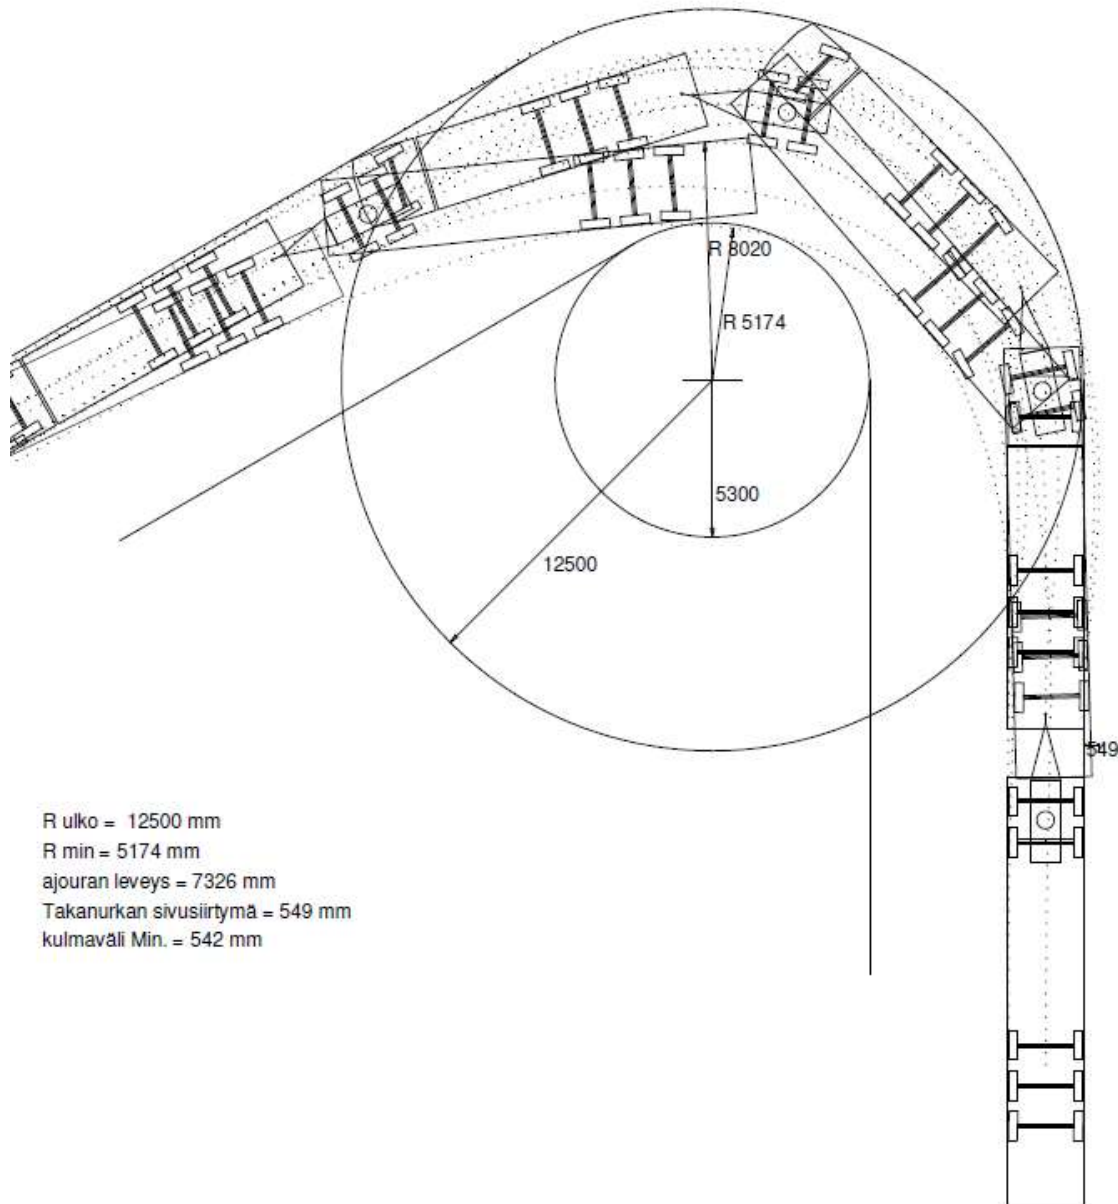 R 8020
R 5174
5300
12500
549
R ulko = 12500 mm
R min = 5174 mm
ajouran leveys = 7326 mm
Takanurkan sivusiirtymä = 549 mm
kulmaväli Min. = 542 mm